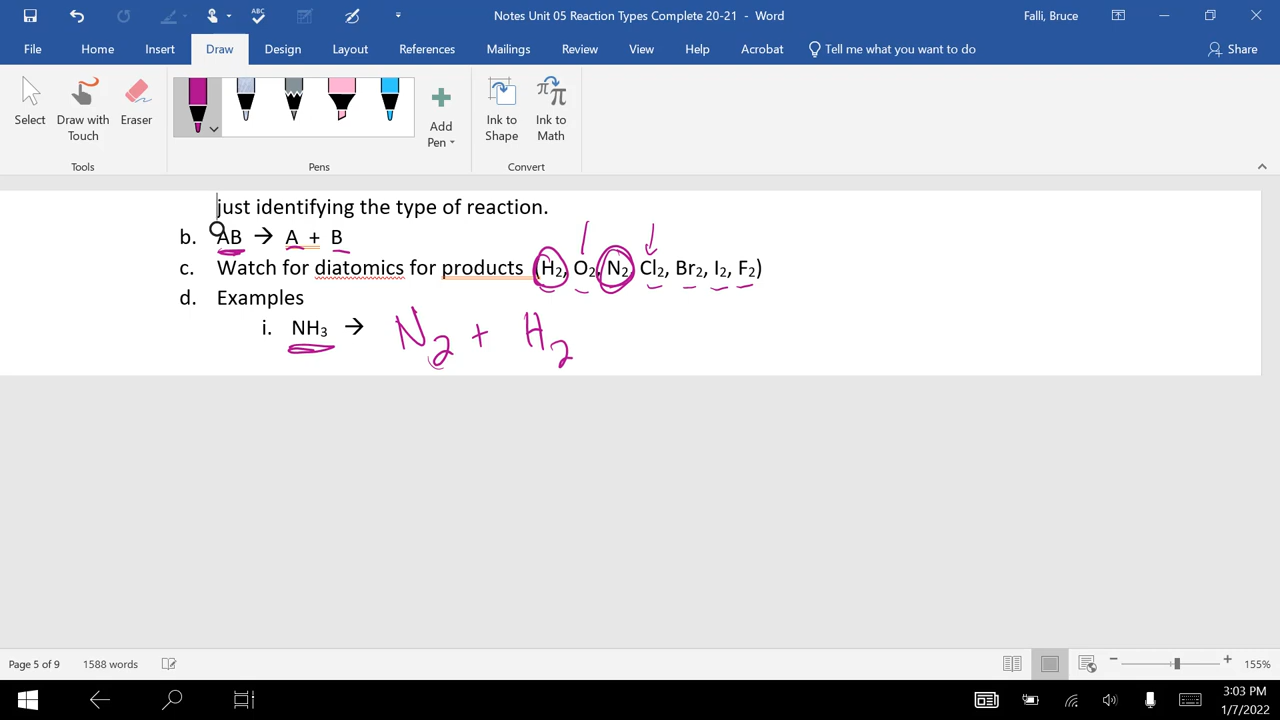 Notes Unit 05 Reaction Types Complete 20-21 - Word
Falli, Bruce
File Home Insert Draw Design Layout References Mailings Review View Help Acrobat Tell me what you want to do Share
ABC
Select
Draw with Touch
Eraser
Add Pen
Ink to Shape
Ink to Math
Tools
Pens
Convert
just identifying the type of reaction.
b. AB → A + B
c. Watch for diatomics for products (H₂, O₂, N₂, Cl₂, Br₂, I₂, F₂)
d. Examples
i. NH₃ → N₂ + H₂
Page 5 of 9 1588 words 155%
3:03 PM
1/7/2022